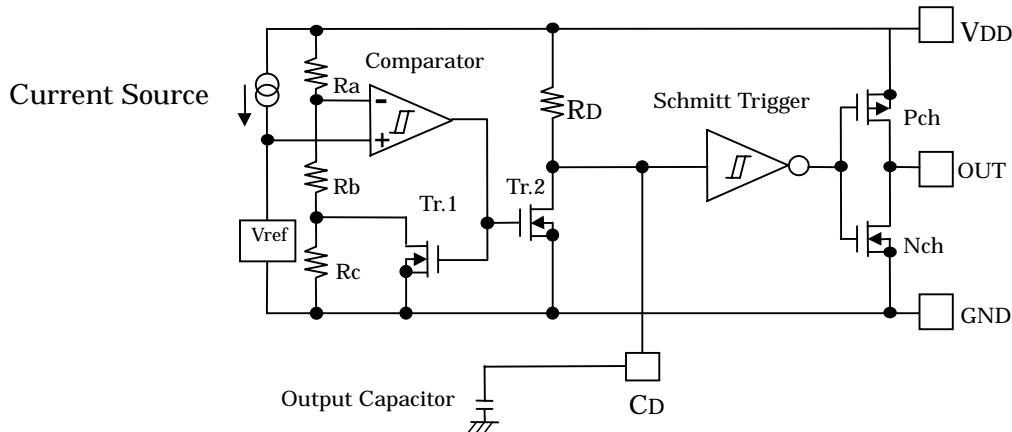 VDD
Comparator
Current Source
Ra
-
+
RD
Schmitt Trigger
Pch
OUT
Rb
Tr.1
Tr.2
Vref
Rc
Nch
GND
Output Capacitor
CD